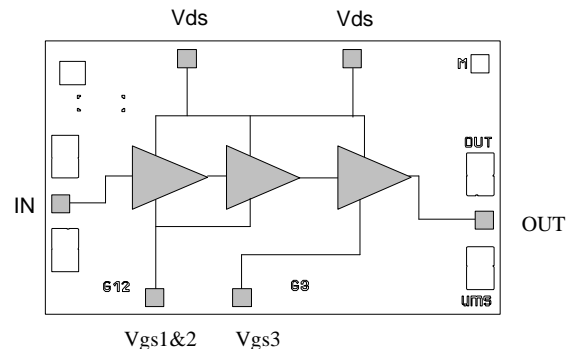 Vds Vds
M
OUT
IN
OUT
G12 G3
ums
Vgs1&2 Vgs3